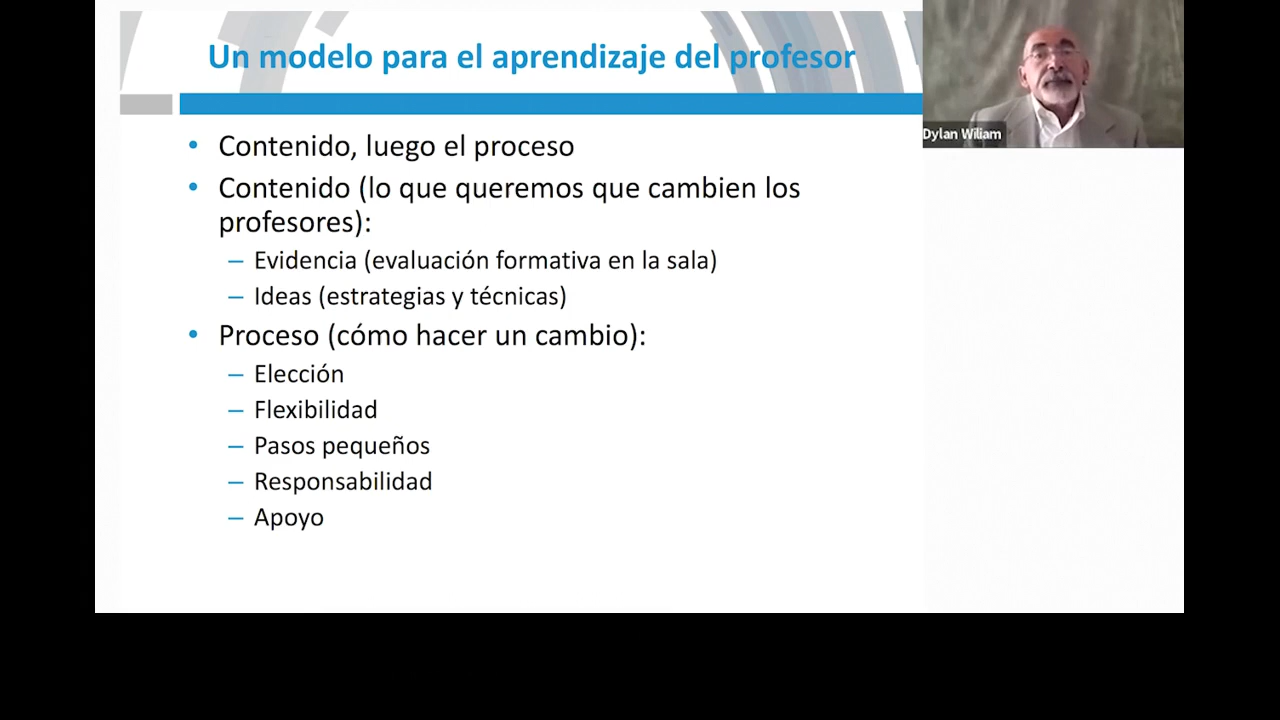 Un modelo para el aprendizaje del profesor
Dylan Wiliam
• Contenido, luego el proceso
• Contenido (lo que queremos que cambien los
profesores):
– Evidencia (evaluación formativa en la sala)
– Ideas (estrategias y técnicas)
• Proceso (cómo hacer un cambio):
– Elección
– Flexibilidad
– Pasos pequeños
– Responsabilidad
– Apoyo